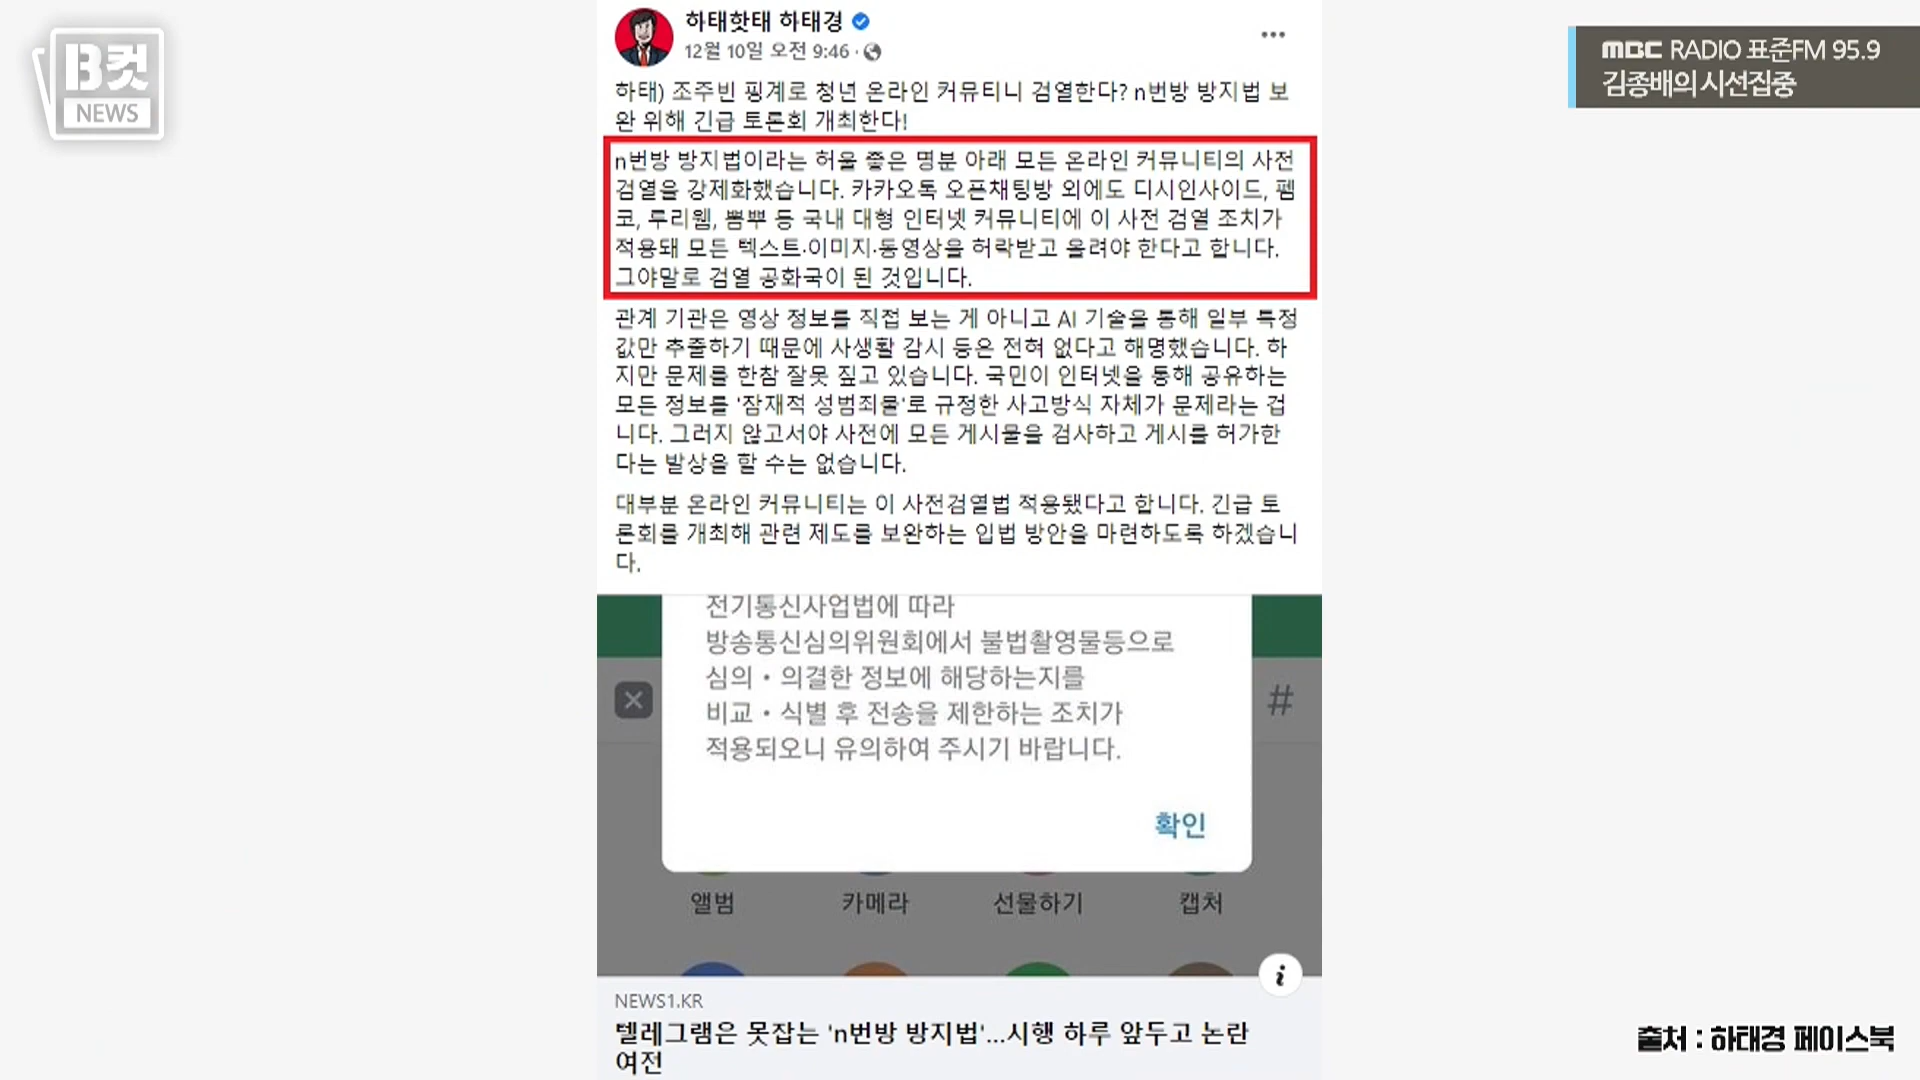 B컷
NEWS
MBC RADIO 표준FM 95.9
김종배의 시선집중
하태핫태 하태경
12월 10일 오전 9:46 ·
하태) 조주빈 핑계로 청년 온라인 커뮤티니 검열한다? n번방 방지법 보
완 위해 긴급 토론회 개최한다!
n번방 방지법이라는 허울 좋은 명분 아래 모든 온라인 커뮤니티의 사전
검열을 강제화했습니다. 카카오톡 오픈채팅방 외에도 디시인사이드, 펨
코, 루리웹, 뽐뿌 등 국내 대형 인터넷 커뮤니티에 이 사전 검열 조치가
적용돼 모든 텍스트·이미지·동영상을 허락받고 올려야 한다고 합니다.
그야말로 검열 공화국이 된 것입니다.
관계 기관은 영상 정보를 직접 보는 게 아니고 AI 기술을 통해 일부 특정
값만 추출하기 때문에 사생활 감시 등은 전혀 없다고 해명했습니다. 하
지만 문제를 한참 잘못 짚고 있습니다. 국민이 인터넷을 통해 공유하는
모든 정보를 '잠재적 성범죄물'로 규정한 사고방식 자체가 문제라는 겁
니다. 그러지 않고서야 사전에 모든 게시물을 검사하고 게시를 허가한
다는 발상을 할 수는 없습니다.
대부분 온라인 커뮤니티는 이 사전검열법 적용됐다고 합니다. 긴급 토
론회를 개최해 관련 제도를 보완하는 입법 방안을 마련하도록 하겠습니
다.
전기통신사업법에 따라
방송통신심의위원회에서 불법촬영물등으로
심의 • 의결한 정보에 해당하는지를
비교 • 식별 후 전송을 제한하는 조치가
적용되오니 유의하여 주시기 바랍니다.
#
확인
앨범 카메라 선물하기 캡처
NEWS1.KR
텔레그램은 못잡는 'n번방 방지법'...시행 하루 앞두고 논란
여전
출처 : 하태경 페이스북